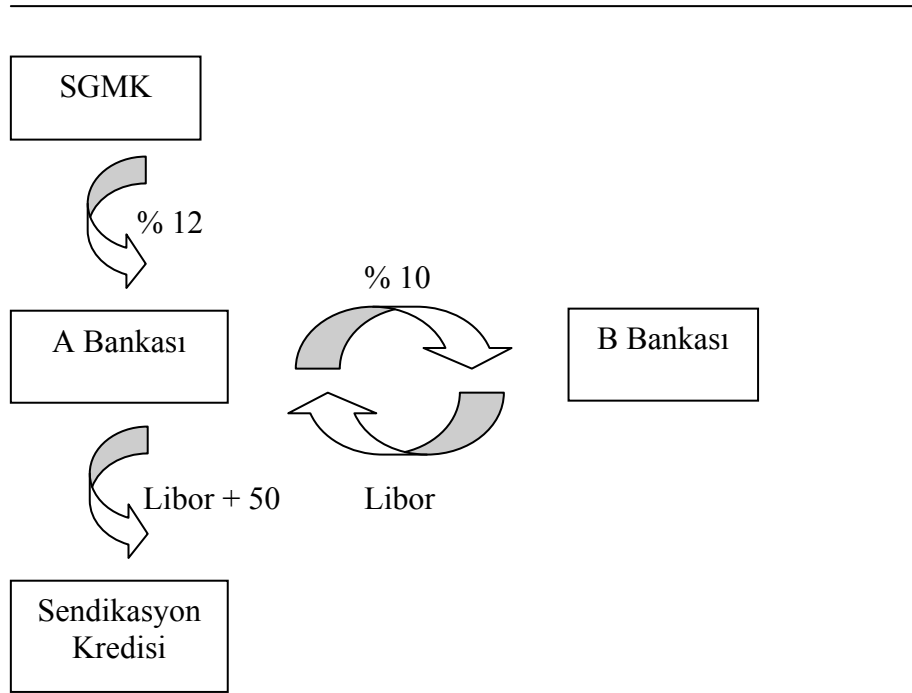 SGMK
% 12
% 10
A Bankası
B Bankası
Libor + 50
Libor
Sendikasyon
Kredisi